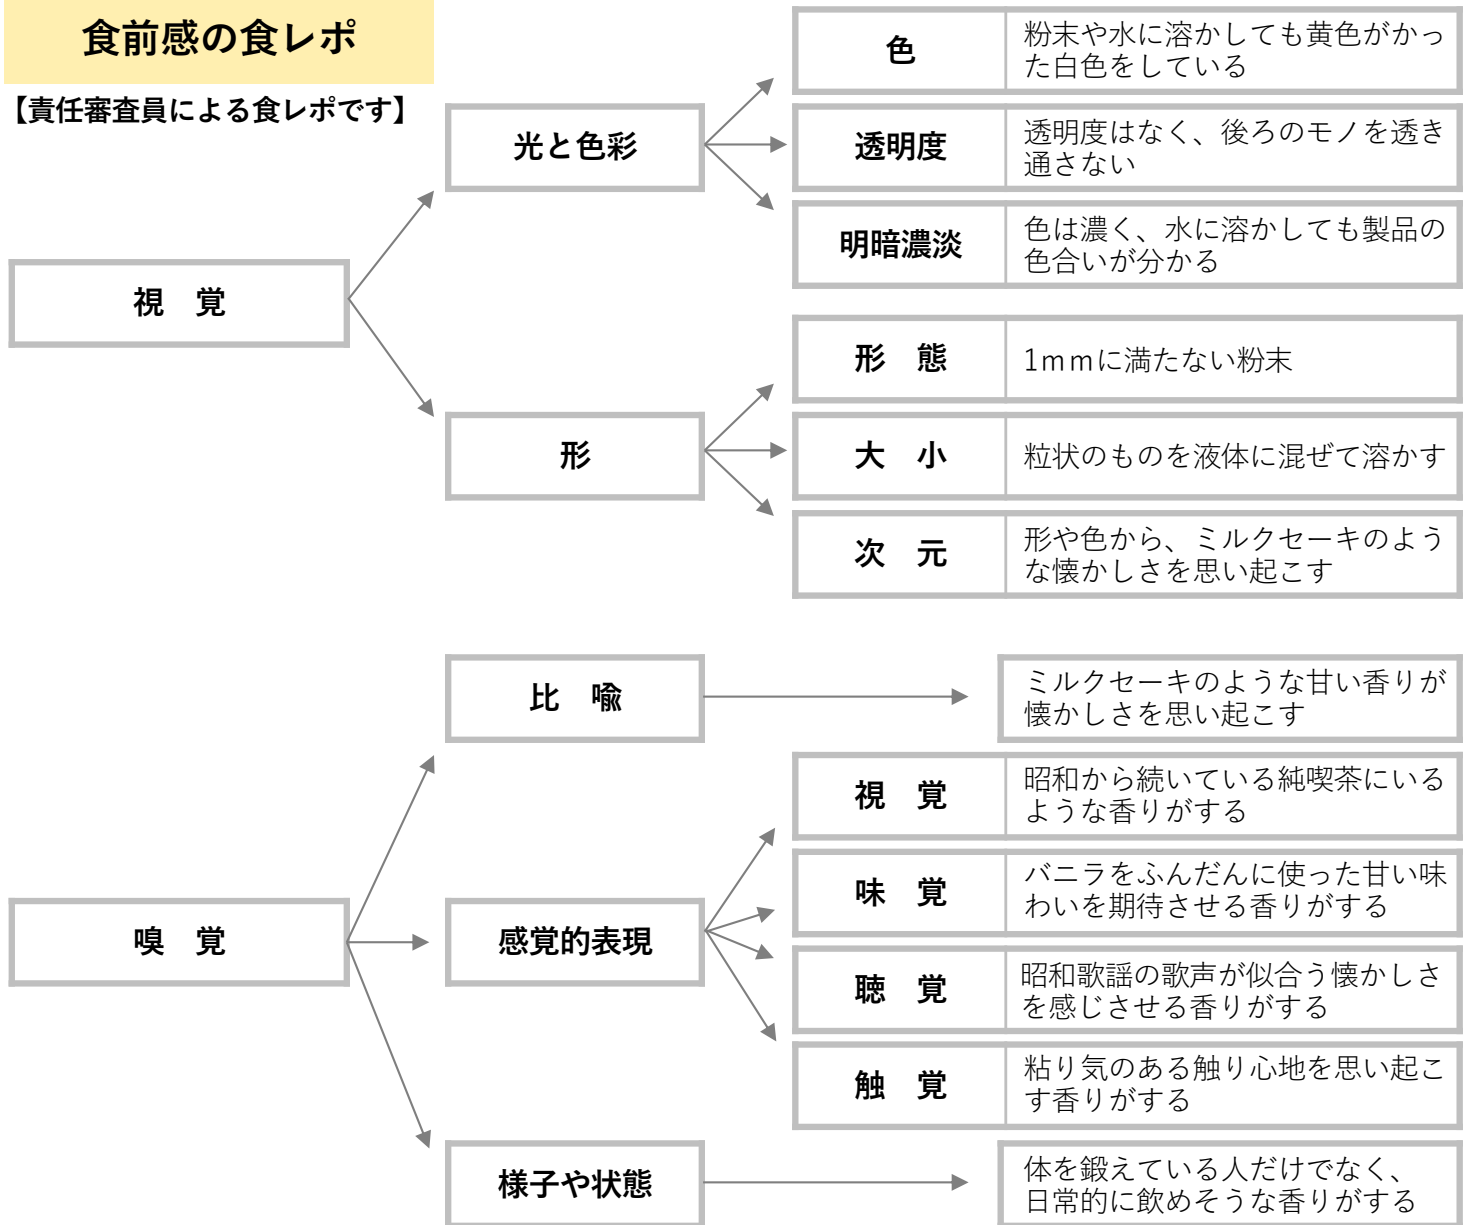 食前感の食レポ
【責任審査員による食レポです】
視　覚
光と色彩
色
粉末や水に溶かしても黄色がかっ
た白色をしている
透明度
透明度はなく、後ろのモノを透き
通さない
明暗濃淡
色は濃く、水に溶かしても製品の
色合いが分かる
形
形　態
1ｍｍに満たない粉末
大　小
粒状のものを液体に混ぜて溶かす
次　元
形や色から、ミルクセーキのよう
な懐かしさを思い起こす
嗅　覚
比　喩
ミルクセーキのような甘い香りが
懐かしさを思い起こす
感覚的表現
視　覚
昭和から続いている純喫茶にいる
ような香りがする
味　覚
バニラをふんだんに使った甘い味
わいを期待させる香りがする
聴　覚
昭和歌謡の歌声が似合う懐かしさ
を感じさせる香りがする
触　覚
粘り気のある触り心地を思い起こ
す香りがする
様子や状態
体を鍛えている人だけでなく、
日常的に飲めそうな香りがする